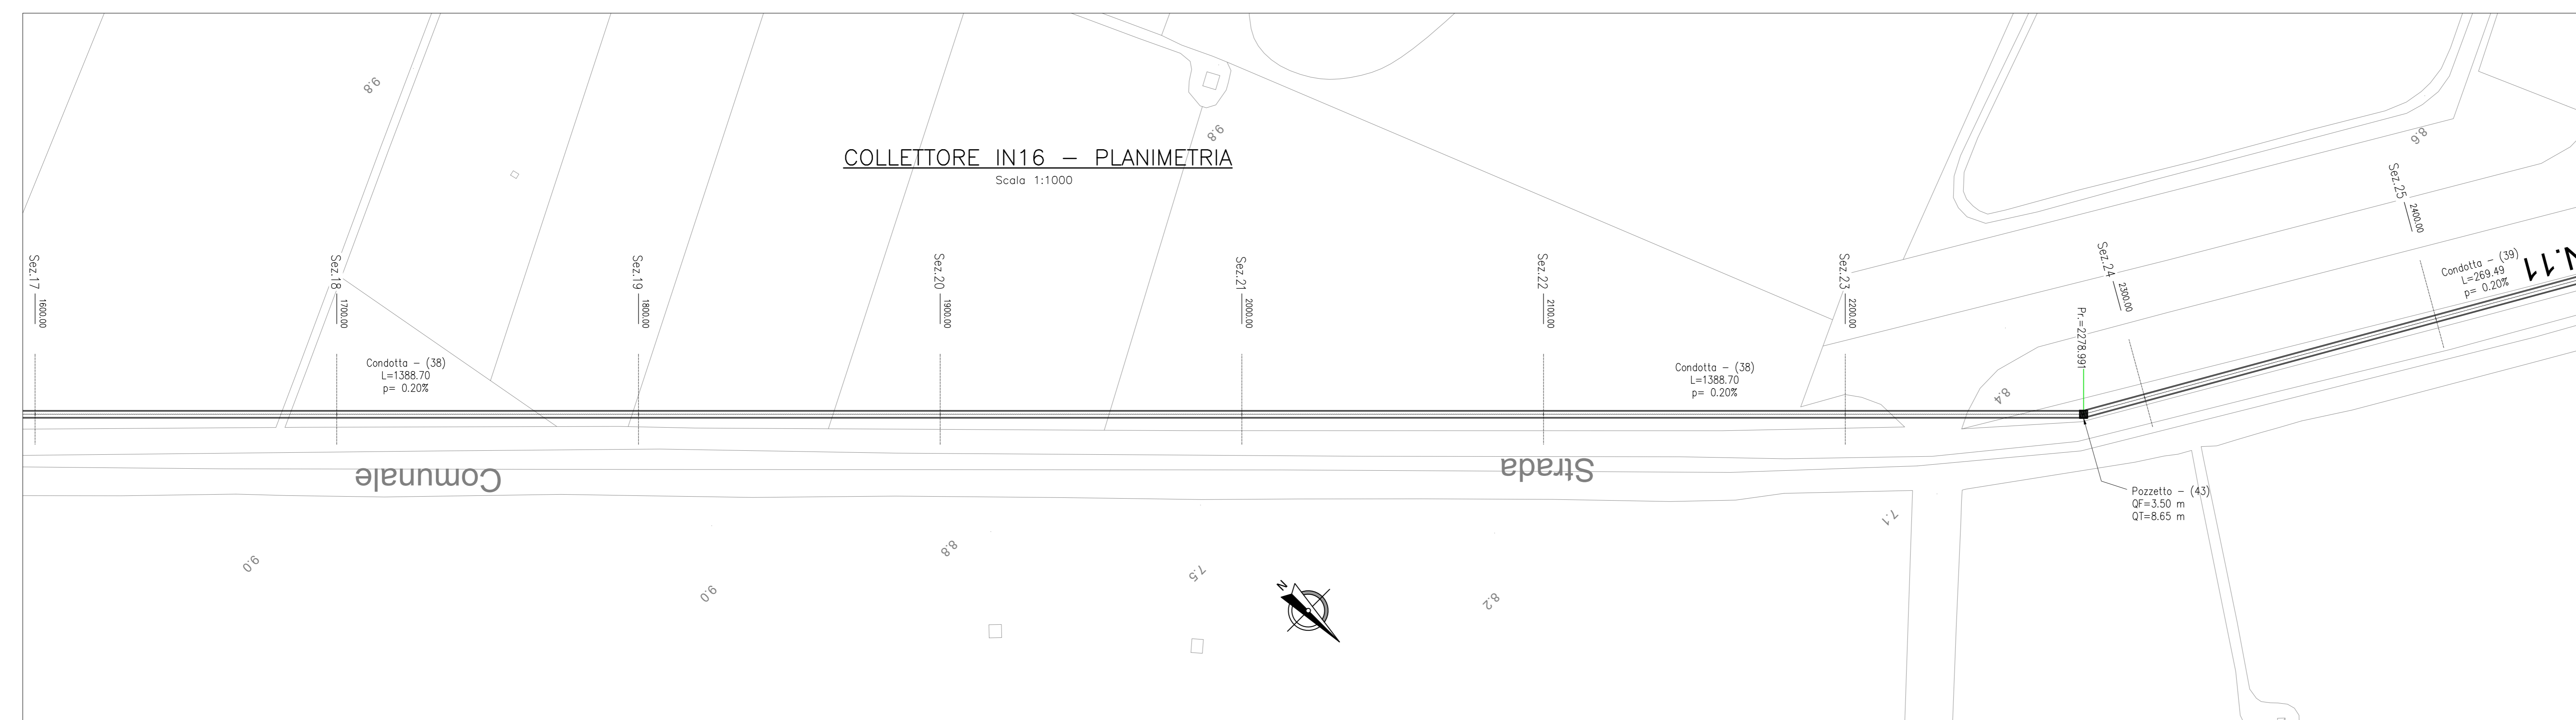 COLLETTORE IN16 – PLANIMETRIA
Scala 1:1000
9.8
9.8
8.6
Sez.17
1600.00
Sez.18
1700.00
Sez.19
1800.00
Sez.20
1900.00
Sez.21
2000.00
Sez.22
2100.00
Sez.23
2200.00
Sez.24
2300.00
Sez.25
2400.00
Condotta – (38)
L=1388.70
p= 0.20%
Condotta – (38)
L=1388.70
p= 0.20%
Pr.=2278.991
Condotta – (39)
L=269.49
p= 0.20%
8.4
Comunale
Strada
Pozzetto – (43)
QF=3.50 m
QT=8.65 m
7.1
9.0
9.0
8.8
7.5
8.2
N